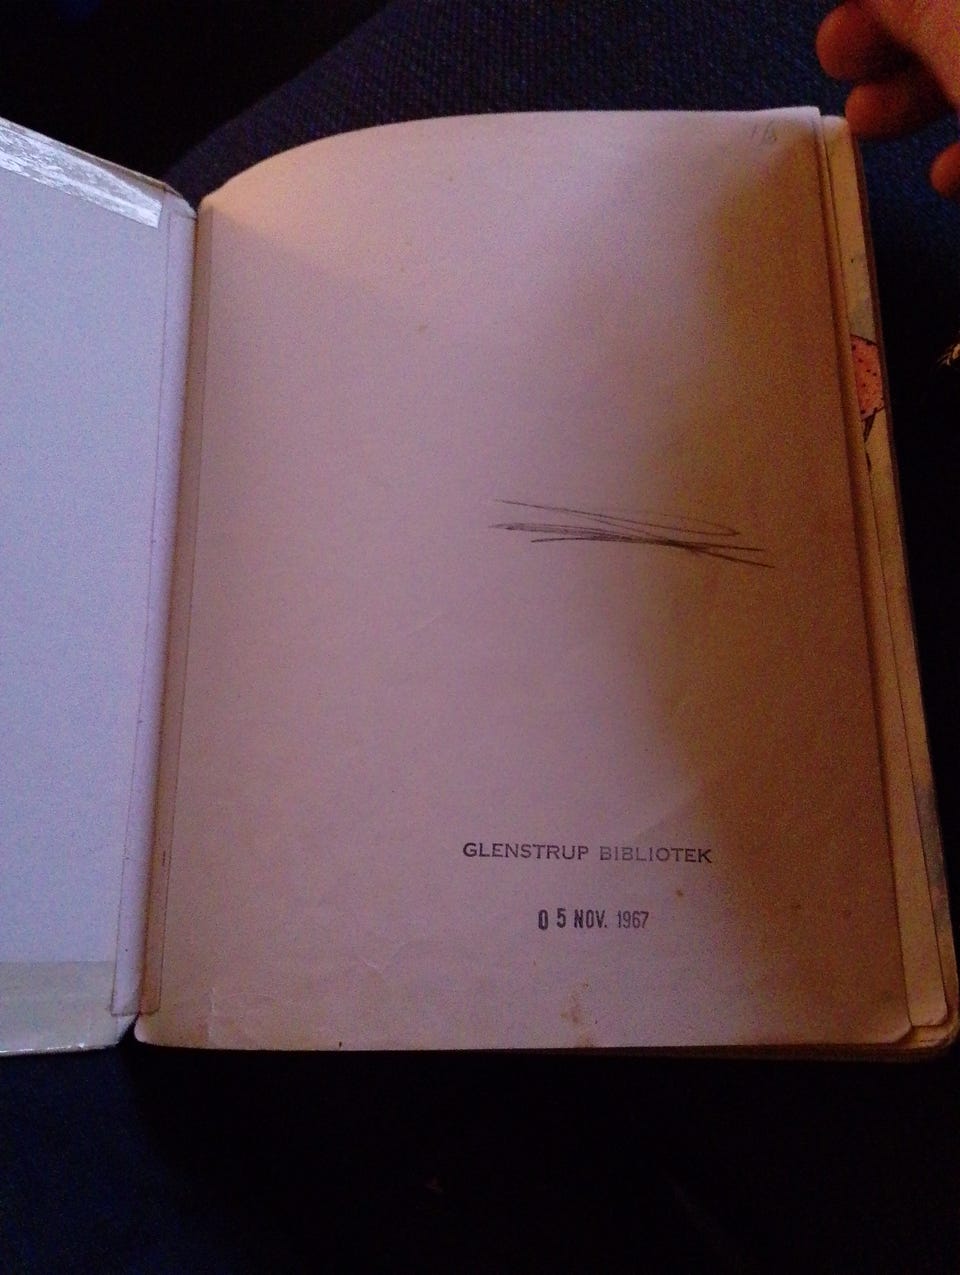 GLENSTRUP BIBLIOTEK
05 NOV. 1967